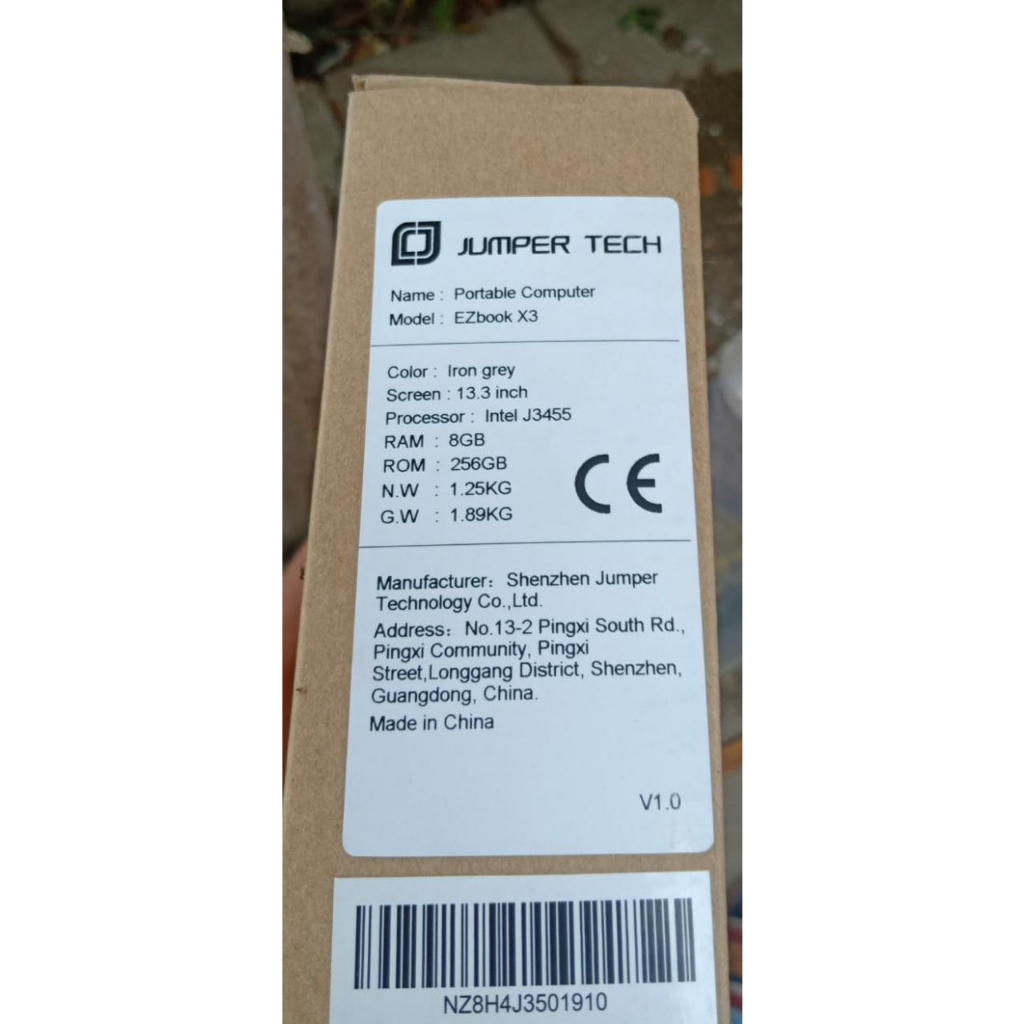 JUMPER TECH
Name : Portable Computer
Model : EZbook X3
Color : Iron grey
Screen : 13.3 inch
Processor : Intel J3455
RAM : 8GB
ROM : 256GB
N.W : 1.25KG
G.W : 1.89KG
CE
Manufacturer： Shenzhen Jumper
Technology Co.,Ltd.
Address： No.13-2 Pingxi South Rd.,
Pingxi Community, Pingxi
Street,Longgang District, Shenzhen,
Guangdong, China.
Made in China
V1.0
NZ8H4J3501910